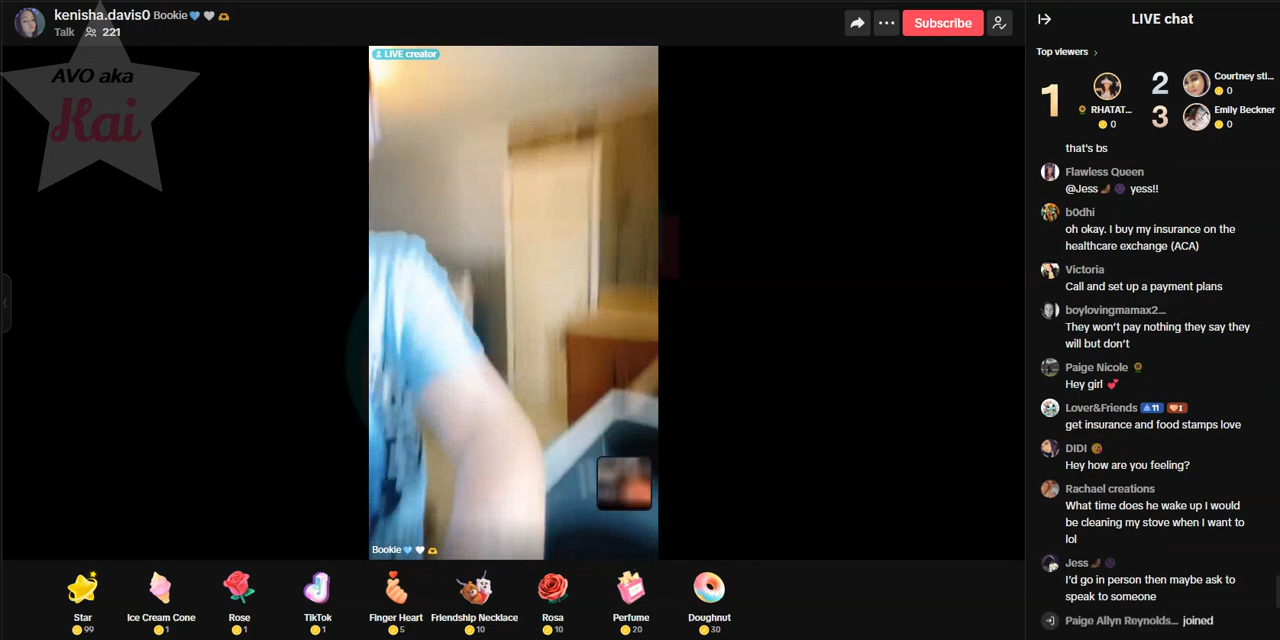 kenisha.davis0 Bookie
Talk 221
Subscribe
AVO aka
Kai
LIVE creator
Bookie
Star
99
Ice Cream Cone
1
Rose
1
TikTok
1
Finger Heart
5
Friendship Necklace
10
Rosa
10
Perfume
20
Doughnut
30
LIVE chat
Top viewers >
1
RHATAT...
0
2
Courtney sti...
0
3
Emily Beckner
0
that's bs
Flawless Queen
@Jess yess!!
b0dhi
oh okay. I buy my insurance on the
healthcare exchange (ACA)
Victoria
Call and set up a payment plans
boylovingmamax2...
They won't pay nothing they say they
will but don't
Paige Nicole
Hey girl
Lover&Friends 11 I
get insurance and food stamps love
DIDI
Hey how are you feeling?
Rachael creations
What time does he wake up I would
be cleaning my stove when I want to
lol
Jess
I'd go in person then maybe ask to
speak to someone
Paige Allyn Reynolds... joined